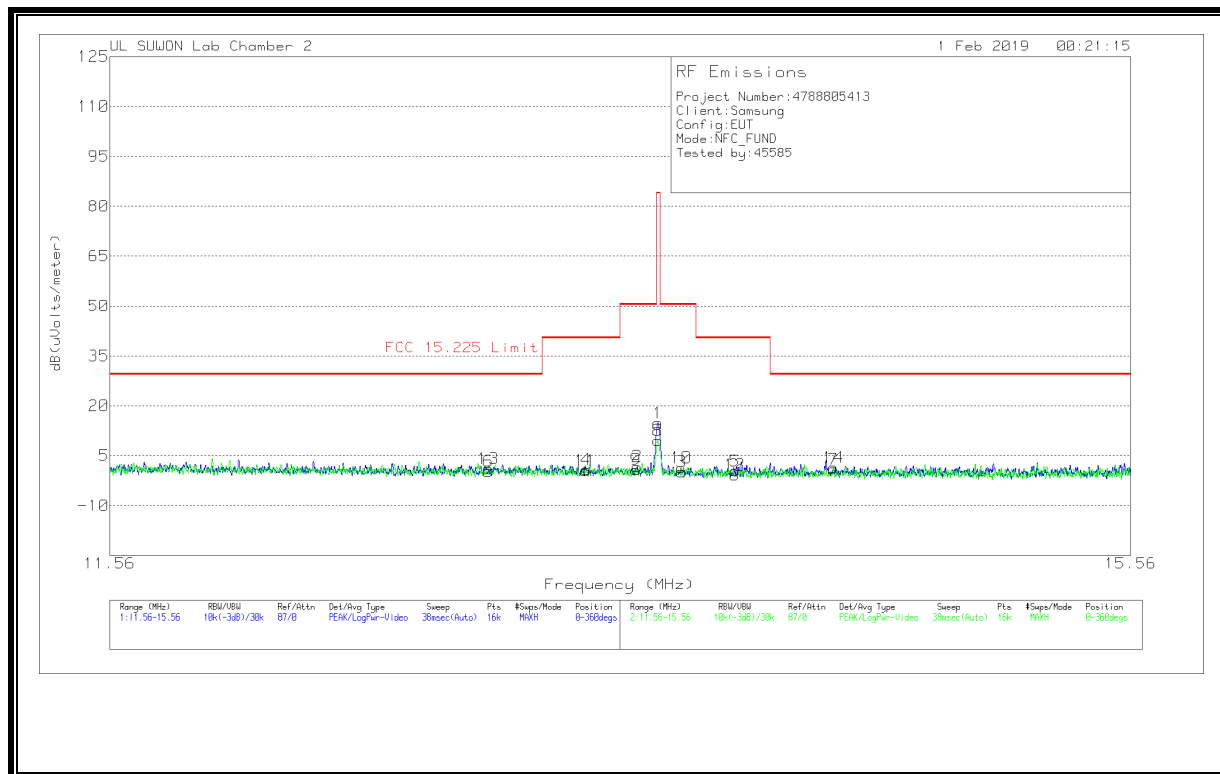 UL SUWON Lab Chamber 2 1 Feb 2019 00:21:15
RF Emissions
Project Number:4788805413
Client:Samsung
Config:EUT
Mode:NFC_FUND
Tested by:45585
125
110
95
80
65
50
35
20
5
-10
dB(uVolts/meter)
FCC 15.225 Limit
1
11.56 15.56
Frequency (MHz)
Range (MHz) RBW/VBW Ref/Attn Det/Avg Type Sweep Pts #Swps/Mode Position Range (MHz) RBW/VBW Ref/Attn Det/Avg Type Sweep Pts #Swps/Mode Position
1:11.56-15.56 10k(-3dB)/30k 87/0 PEAK/LogPwr-Video 38msec(Auto) 16k MAXH 0-360degs 2:11.56-15.56 10k(-3dB)/30k 87/0 PEAK/LogPwr-Video 38msec(Auto) 16k MAXH 0-360degs